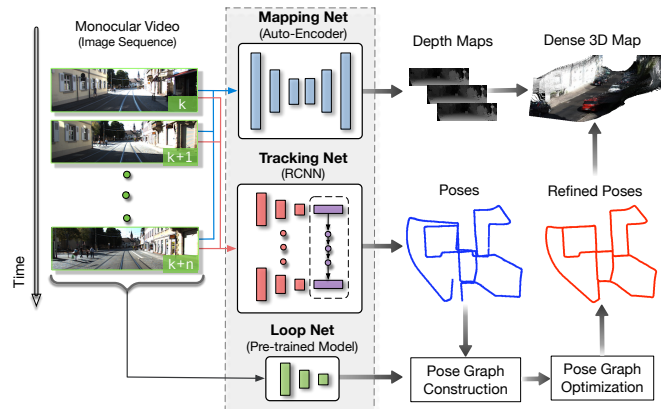 Monocular Video
(Image Sequence)
Mapping Net
(Auto-Encoder)
Depth Maps
Dense 3D Map
k
k+1
Tracking Net
(RCNN)
Poses
Refined Poses
k+n
Time
Loop Net
(Pre-trained Model)
Pose Graph
Construction
Pose Graph
Optimization